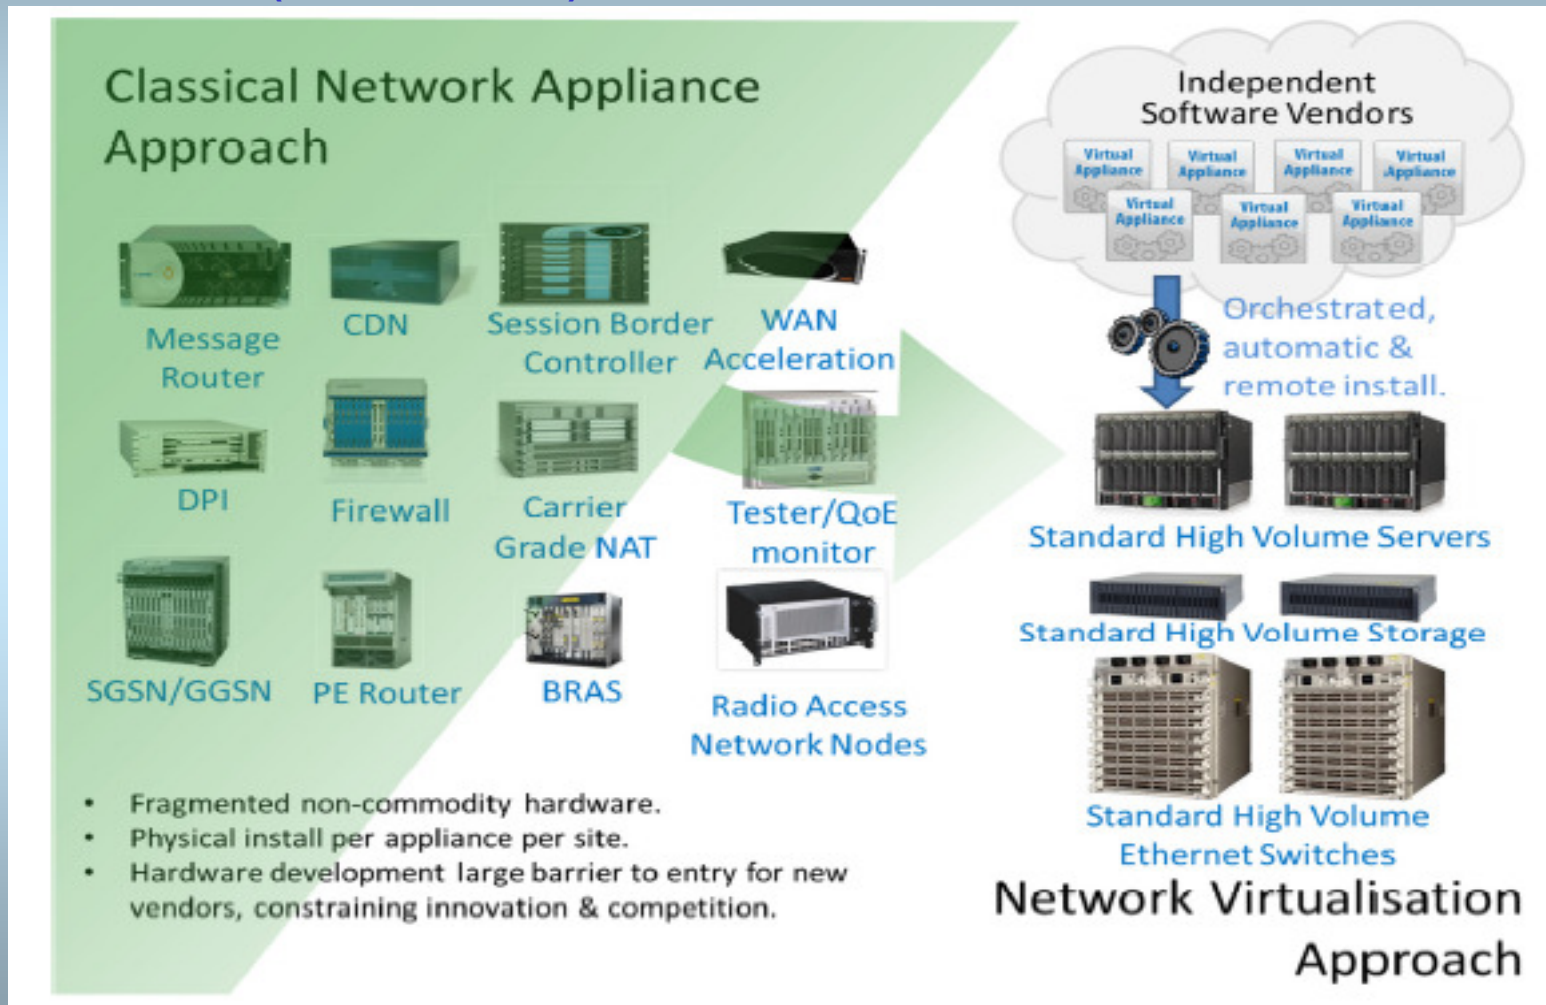 Classical Network Appliance
Approach
Message
Router
CDN
Session Border
Controller
WAN
Acceleration
DPI
Firewall
Carrier
Grade NAT
Tester/QoE
monitor
SGSN/GGSN
PE Router
BRAS
Radio Access
Network Nodes
• Fragmented non-commodity hardware.
• Physical install per appliance per site.
• Hardware development large barrier to entry for new
vendors, constraining innovation & competition.
Independent
Software Vendors
Virtual
Appliance
Virtual
Appliance
Virtual
Appliance
Virtual
Appliance
Virtual
Appliance
Virtual
Appliance
Virtual
Appliance
Orchestrated,
automatic &
remote install.
Standard High Volume Servers
Standard High Volume Storage
Standard High Volume
Ethernet Switches
Network Virtualisation
Approach